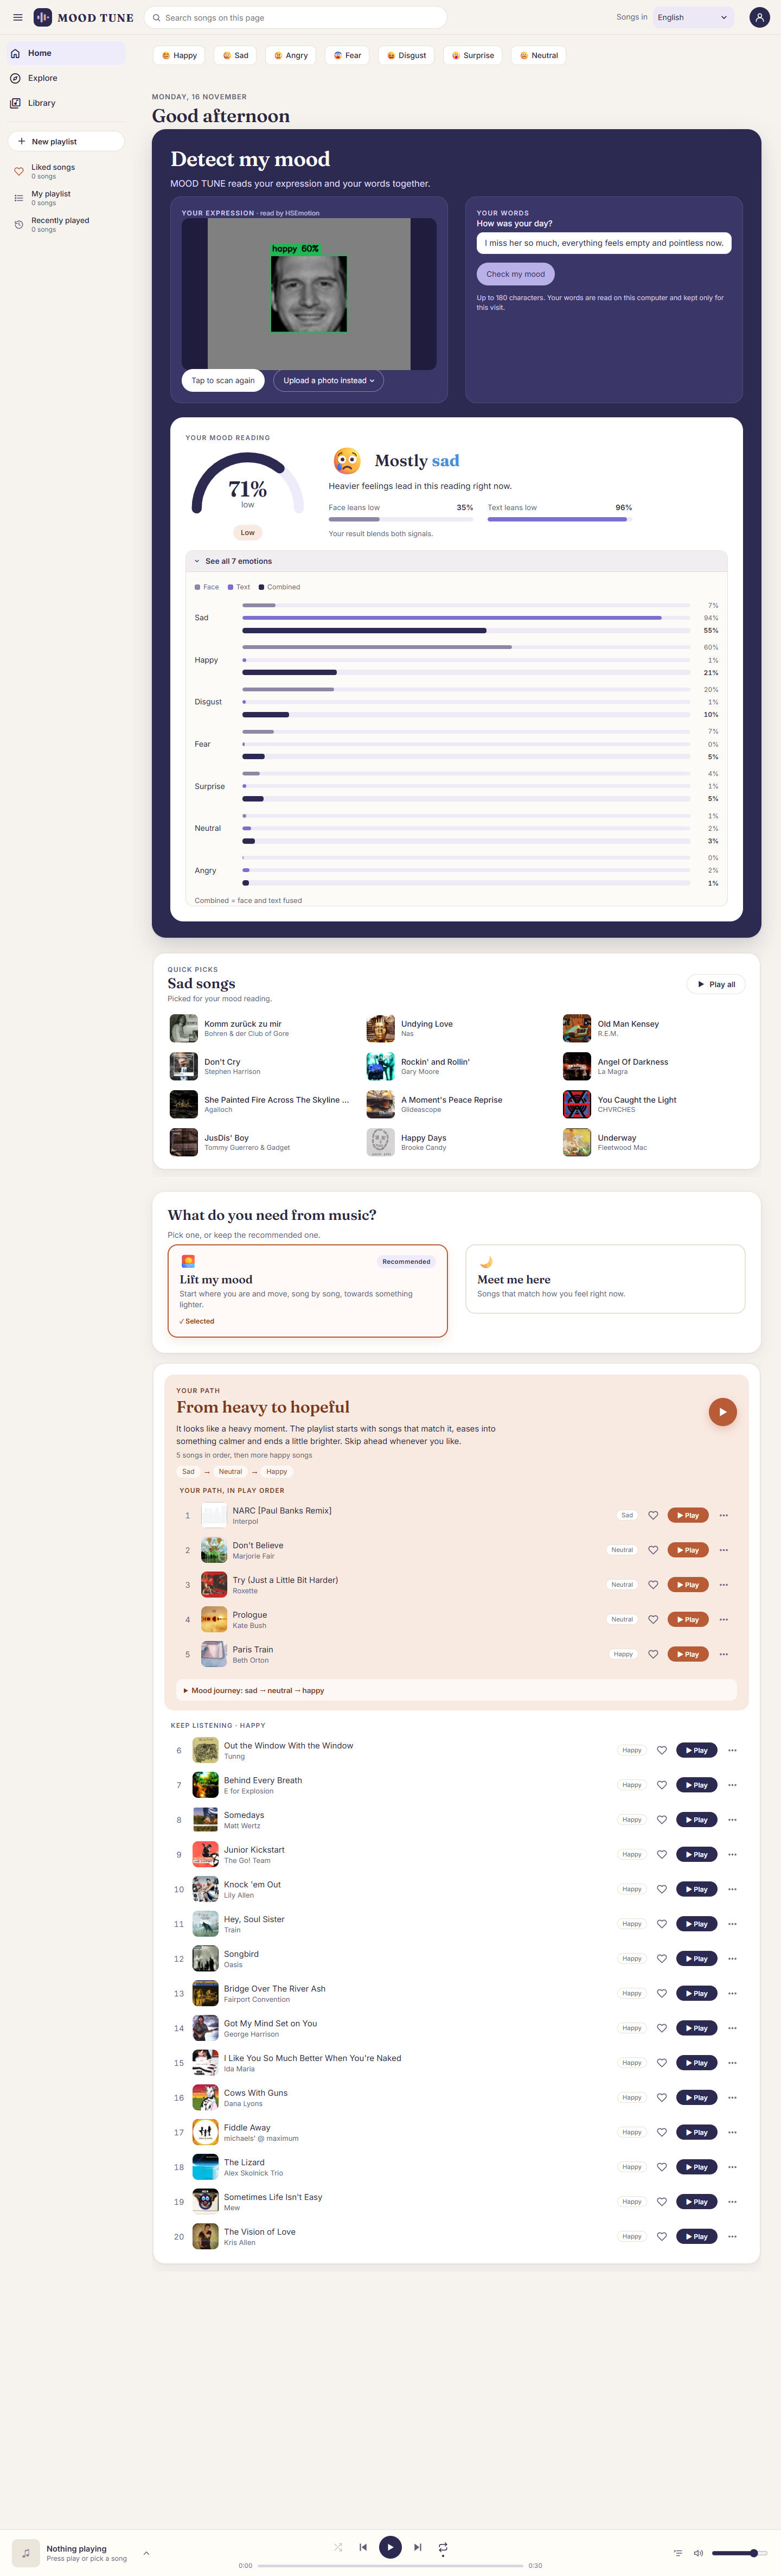 MOOD TUNE
Search songs on this page
Songs in
English
Home
Explore
Library
New playlist
Liked songs
0 songs
My playlist
0 songs
Recently played
0 songs
Happy
Sad
Angry
Fear
Disgust
Surprise
Neutral
MONDAY, 16 NOVEMBER
Good afternoon
Detect my mood
MOOD TUNE reads your expression and your words together.
YOUR EXPRESSION · read by HSEmotion
happy 60%
Tap to scan again
Upload a photo instead
YOUR WORDS
How was your day?
I miss her so much, everything feels empty and pointless now.
Check my mood
Up to 180 characters. Your words are read on this computer and kept only for
this visit.
YOUR MOOD READING
71%
low
Low
Mostly sad
Heavier feelings lead in this reading right now.
Face leans low 35%
Text leans low 96%
Your result blends both signals.
See all 7 emotions
Face Text Combined
Sad
7%
94%
55%
Happy
60%
1%
21%
Disgust
20%
1%
10%
Fear
7%
0%
5%
Surprise
4%
1%
5%
Neutral
1%
2%
3%
Angry
0%
2%
1%
Combined = face and text fused
QUICK PICKS
Sad songs
Picked for your mood reading.
Play all
Komm zurück zu mir
Bohren & der Club of Gore
Undying Love
Nas
Old Man Kensey
R.E.M.
Don't Cry
Stephen Harrison
Rockin' and Rollin'
Gary Moore
Angel Of Darkness
La Magra
She Painted Fire Across The Skyline ...
Agalloch
A Moment's Peace Reprise
Glideascope
You Caught the Light
CHVRCHES
JusDis' Boy
Tommy Guerrero & Gadget
Happy Days
Brooke Candy
Underway
Fleetwood Mac
What do you need from music?
Pick one, or keep the recommended one.
Recommended
Lift my mood
Start where you are and move, song by song, towards something
lighter.
✓ Selected
Meet me here
Songs that match how you feel right now.
YOUR PATH
From heavy to hopeful
It looks like a heavy moment. The playlist starts with songs that match it, eases into
something calmer and ends a little brighter. Skip ahead whenever you like.
5 songs in order, then more happy songs
Sad → Neutral → Happy
YOUR PATH, IN PLAY ORDER
1 NARC [Paul Banks Remix]
Interpol
Sad
Play
2 Don't Believe
Marjorie Fair
Neutral
Play
3 Try (Just a Little Bit Harder)
Roxette
Neutral
Play
4 Prologue
Kate Bush
Neutral
Play
5 Paris Train
Beth Orton
Happy
Play
Mood journey: sad → neutral → happy
KEEP LISTENING · HAPPY
6 Out the Window With the Window
Tunng
Happy
Play
7 Behind Every Breath
E for Explosion
Happy
Play
8 Somedays
Matt Wertz
Happy
Play
9 Junior Kickstart
The Go! Team
Happy
Play
10 Knock 'em Out
Lily Allen
Happy
Play
11 Hey, Soul Sister
Train
Happy
Play
12 Songbird
Oasis
Happy
Play
13 Bridge Over The River Ash
Fairport Convention
Happy
Play
14 Got My Mind Set on You
George Harrison
Happy
Play
15 I Like You So Much Better When You're Naked
Ida Maria
Happy
Play
16 Cows With Guns
Dana Lyons
Happy
Play
17 Fiddle Away
michaels' @ maximum
Happy
Play
18 The Lizard
Alex Skolnick Trio
Happy
Play
19 Sometimes Life Isn't Easy
Mew
Happy
Play
20 The Vision of Love
Kris Allen
Happy
Play
Nothing playing
Press play or pick a song
0:00
0:30